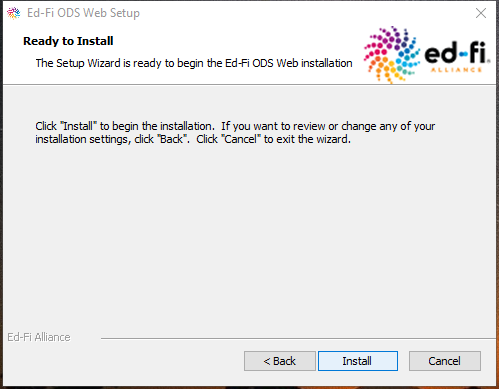 Ed-Fi ODS Web Setup
Ready to Install
The Setup Wizard is ready to begin the Ed-Fi ODS Web installation
ed-fi
ALLIANCE
Click "Install" to begin the installation. If you want to review or change any of your
installation settings, click "Back". Click "Cancel" to exit the wizard.
Ed-Fi Alliance
< Back
Install
Cancel